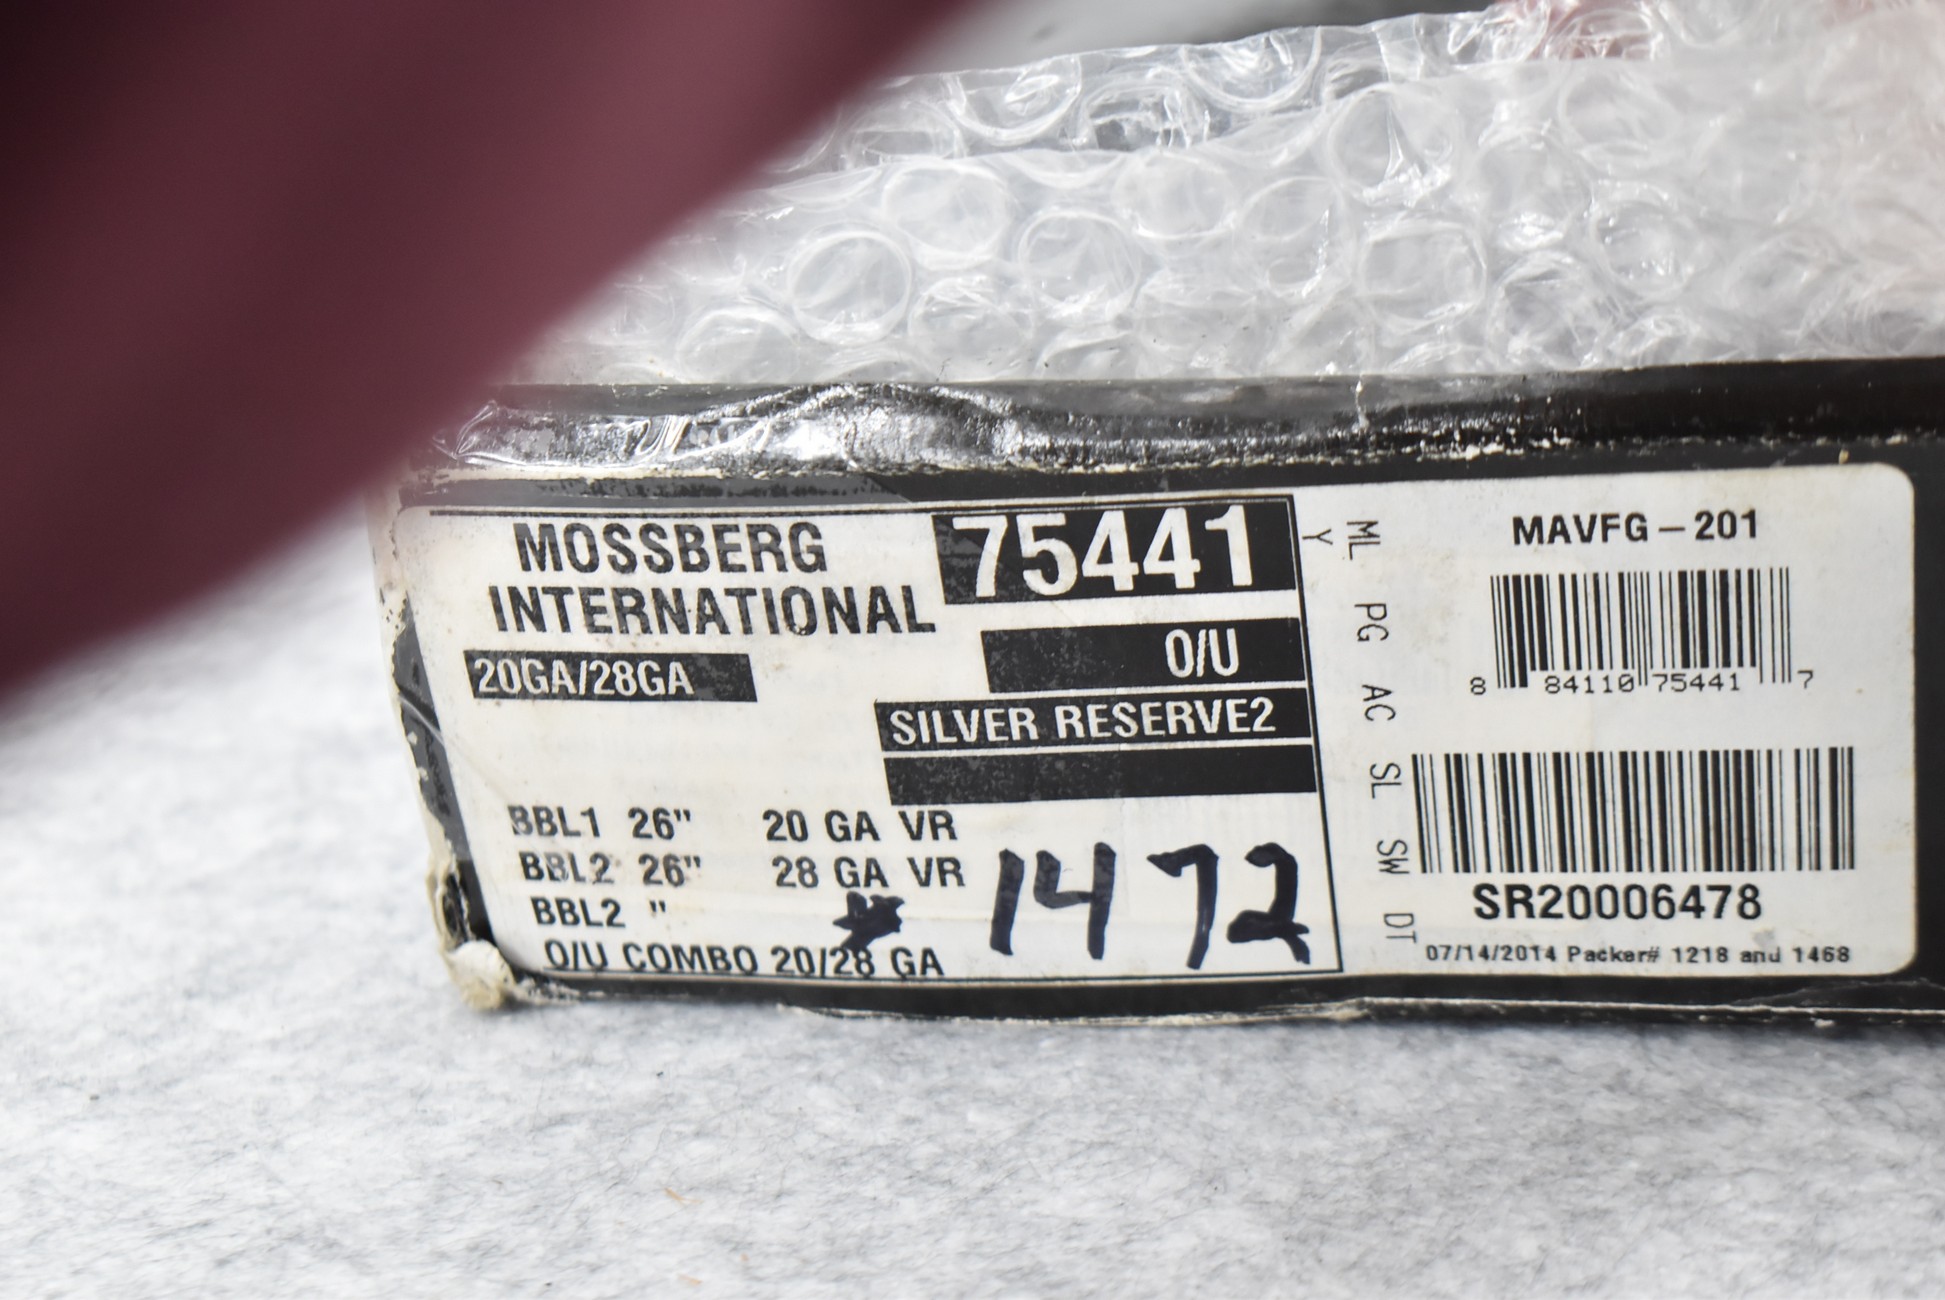 MOSSBERG
INTERNATIONAL
75441
O/U
20GA/28GA
SILVER RESERVE2
BBL1 26" 20 GA VR
BBL2 26" 28 GA VR
BBL2 "
O/U COMBO 20/28 GA
* 1472
Y
ML PG AC SL SW DT
MAVFG-201
8 84110 75441 7
SR20006478
07/14/2014 Packer# 1218 and 1468